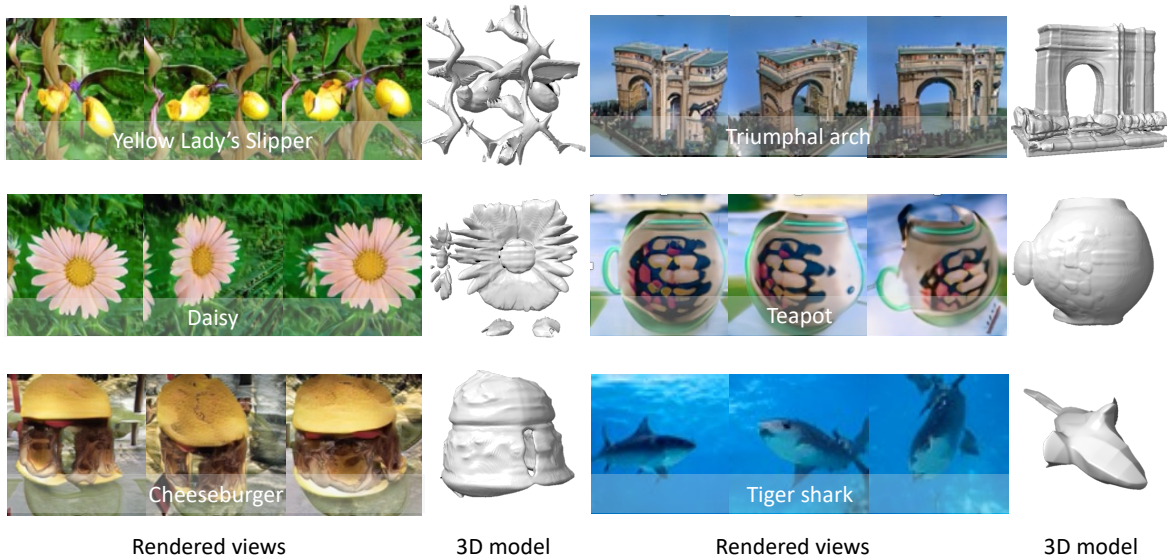 Yellow Lady's Slipper
Triumphal arch
Daisy
Teapot
Cheeseburger
Tiger shark
Rendered views
3D model
Rendered views
3D model